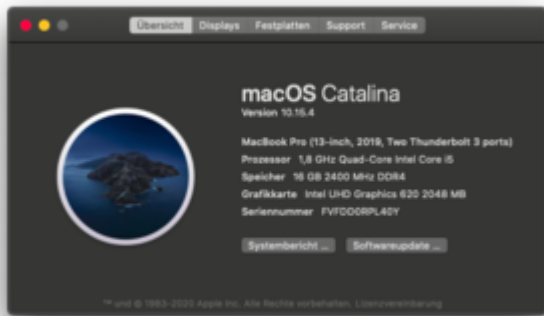 Übersicht Displays Festplatten Support Service
macOS Catalina
Version 10.15.4
MacBook Pro (13-inch, 2019, Two Thunderbolt 3 ports)
Prozessor 1,8 GHz Quad-Core Intel Core i5
Speicher 16 GB 2400 MHz DDR4
Grafikkarte Intel UHD Graphics 620 2048 MB
Seriennummer FVFDD0RPL40Y
Systembericht ...
Softwareupdate ...
™ und © 1983-2020 Apple Inc. Alle Rechte vorbehalten. Lizenzvereinbarung